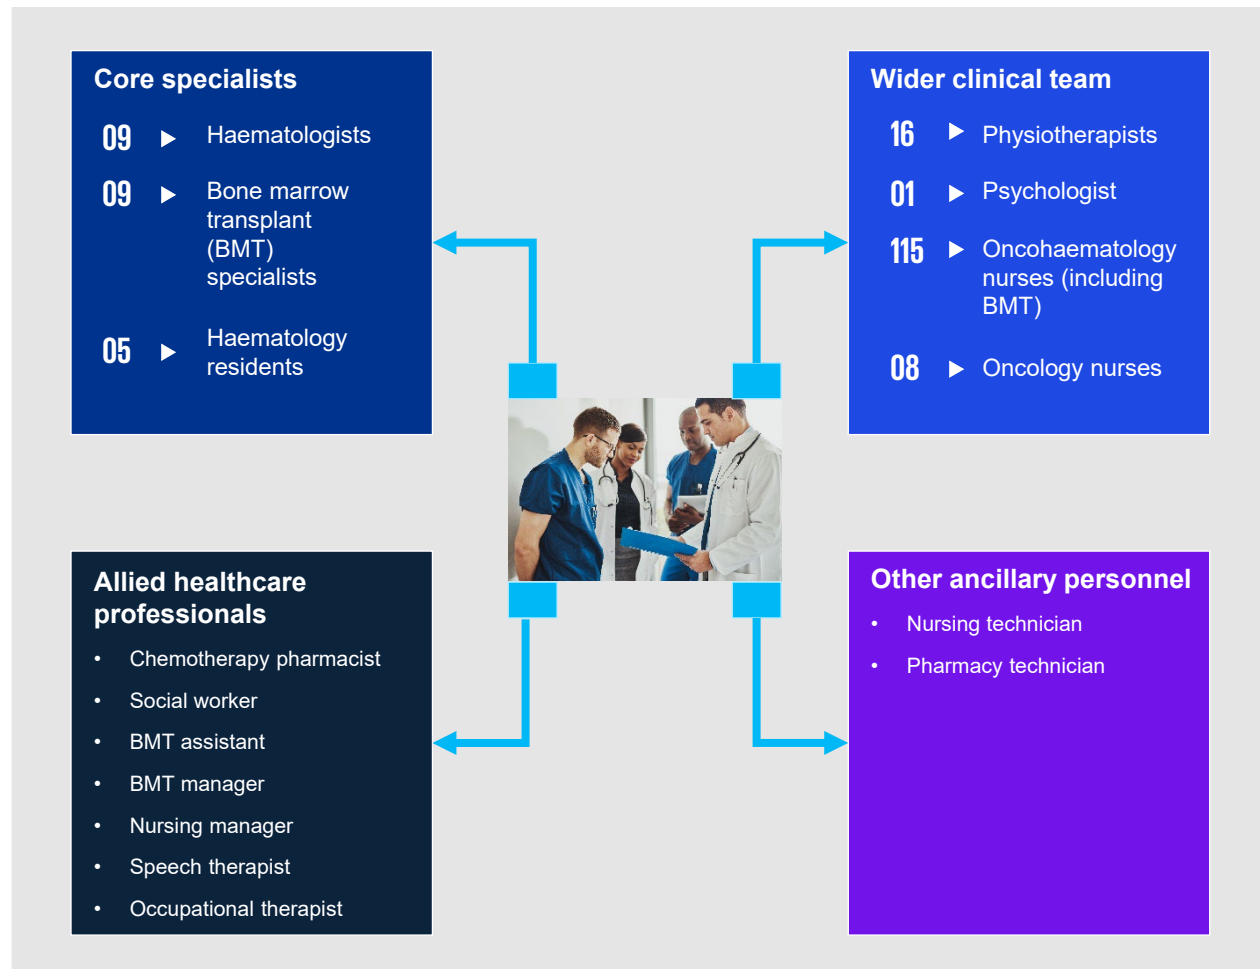 Core specialists
09 Haematologists
09 Bone marrow
transplant
(BMT)
specialists
05 Haematology
residents
Wider clinical team
16 Physiotherapists
01 Psychologist
115 Oncohaematology
nurses (including
BMT)
08 Oncology nurses
Allied healthcare
professionals
• Chemotherapy pharmacist
• Social worker
• BMT assistant
• BMT manager
• Nursing manager
• Speech therapist
• Occupational therapist
Other ancillary personnel
• Nursing technician
• Pharmacy technician